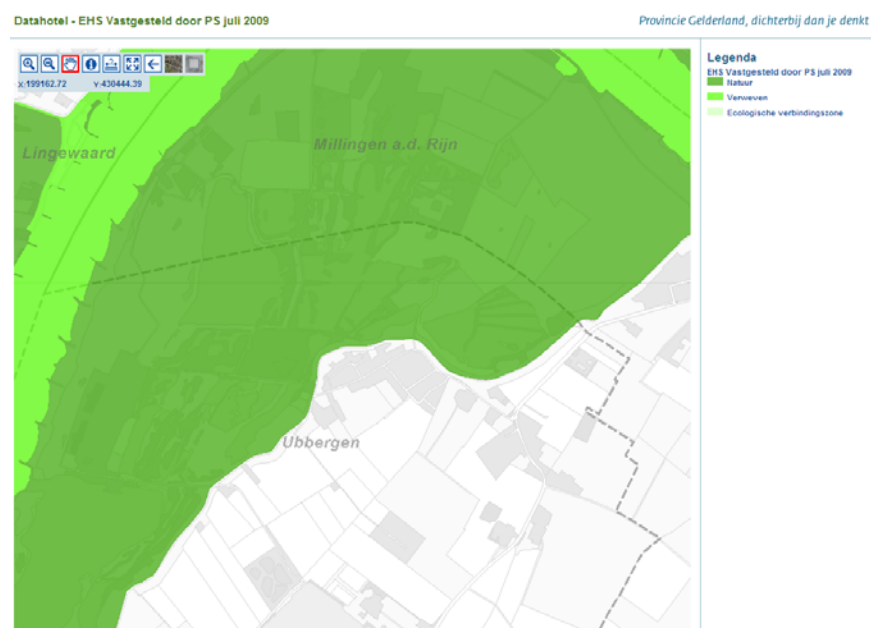 Datahotel - EHS Vastgesteld door PS juli 2009
Provincie Gelderland, dichterbij dan je denkt
X:199162.72 Y:430444.39
Legenda
EHS Vastgesteld door PS juli 2009
Natuur
Verweven
Ecologische verbindingszone
Lingewaard
Millingen a.d. Rijn
Ubbergen